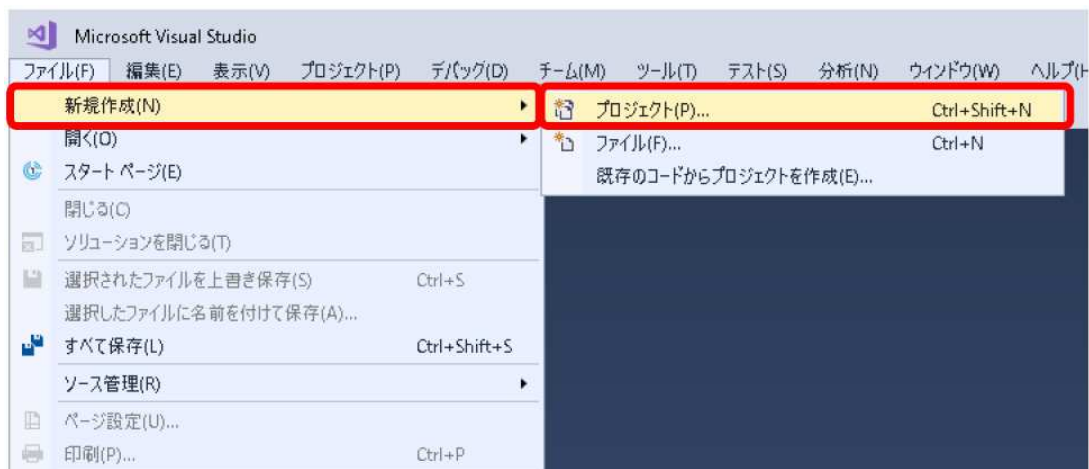 Microsoft Visual Studio
ファイル(F) 編集(E) 表示(V) プロジェクト(P) デバッグ(D) チーム(M) ツール(T) テスト(S) 分析(N) ウィンドウ(W) ヘルプ(H
新規作成(N)
プロジェクト(P)... Ctrl+Shift+N
開く(O)
ファイル(F)... Ctrl+N
スタート ページ(E)
既存のコードからプロジェクトを作成(E)...
閉じる(C)
ソリューションを閉じる(T)
選択されたファイルを上書き保存(S) Ctrl+S
選択したファイルに名前を付けて保存(A)...
すべて保存(L) Ctrl+Shift+S
ソース管理(R)
ページ設定(U)...
印刷(P)... Ctrl+P